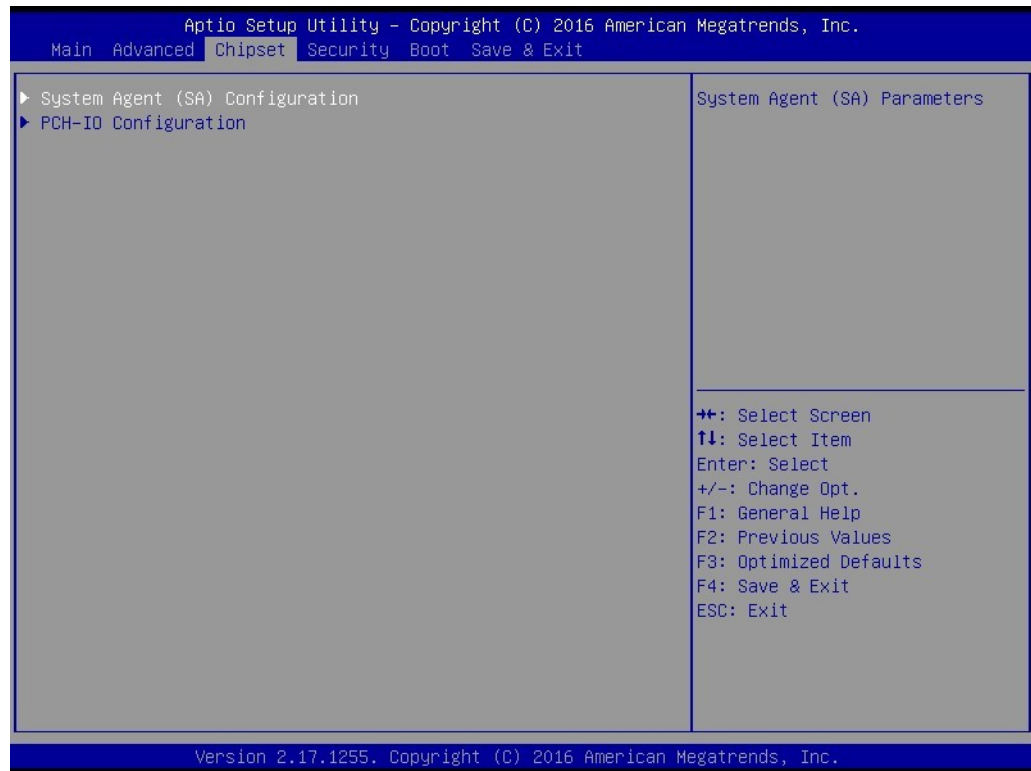 Aptio Setup Utility – Copyright (C) 2016 American Megatrends, Inc.
Main Advanced Chipset Security Boot Save & Exit
▶ System Agent (SA) Configuration
▶ PCH-IO Configuration
System Agent (SA) Parameters
→←: Select Screen
↑↓: Select Item
Enter: Select
+/-: Change Opt.
F1: General Help
F2: Previous Values
F3: Optimized Defaults
F4: Save & Exit
ESC: Exit
Version 2.17.1255. Copyright (C) 2016 American Megatrends, Inc.